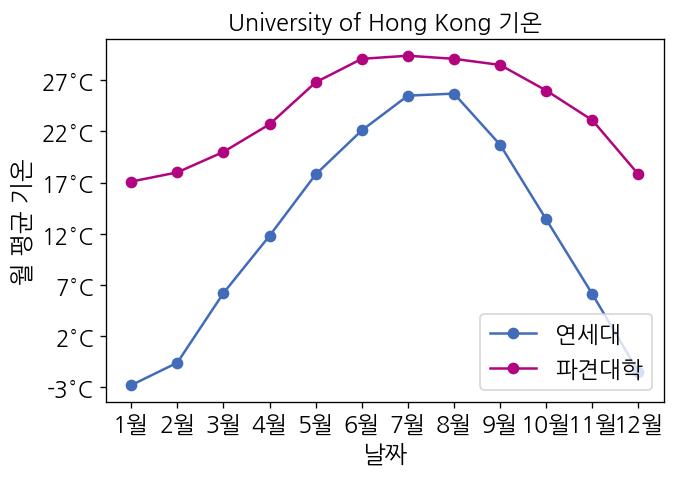 University of Hong Kong 기온
월 평균 기온
27°C
22°C
17°C
12°C
7°C
2°C
-3°C
연세대
파견대학
1월 2월 3월 4월 5월 6월 7월 8월 9월 10월 11월 12월
날짜